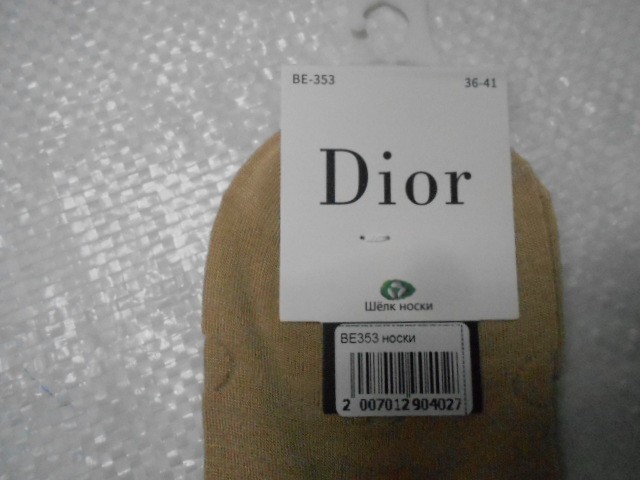 BE-353 36-41
Dior
Шёлк носки
BE353 носки
2 007012 904027